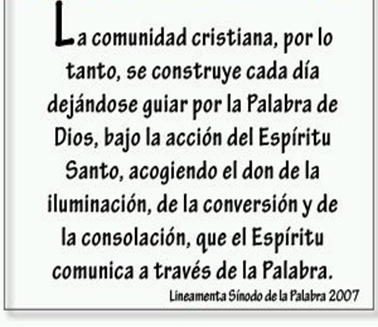 La comunidad cristiana, por lo
tanto, se construye cada día
dejándose guiar por la Palabra de
Dios, bajo la acción del Espíritu
Santo, acogiendo el don de la
iluminación, de la conversión y de
la consolación, que el Espíritu
comunica a través de la Palabra.
Lineamenta Sínodo de la Palabra 2007